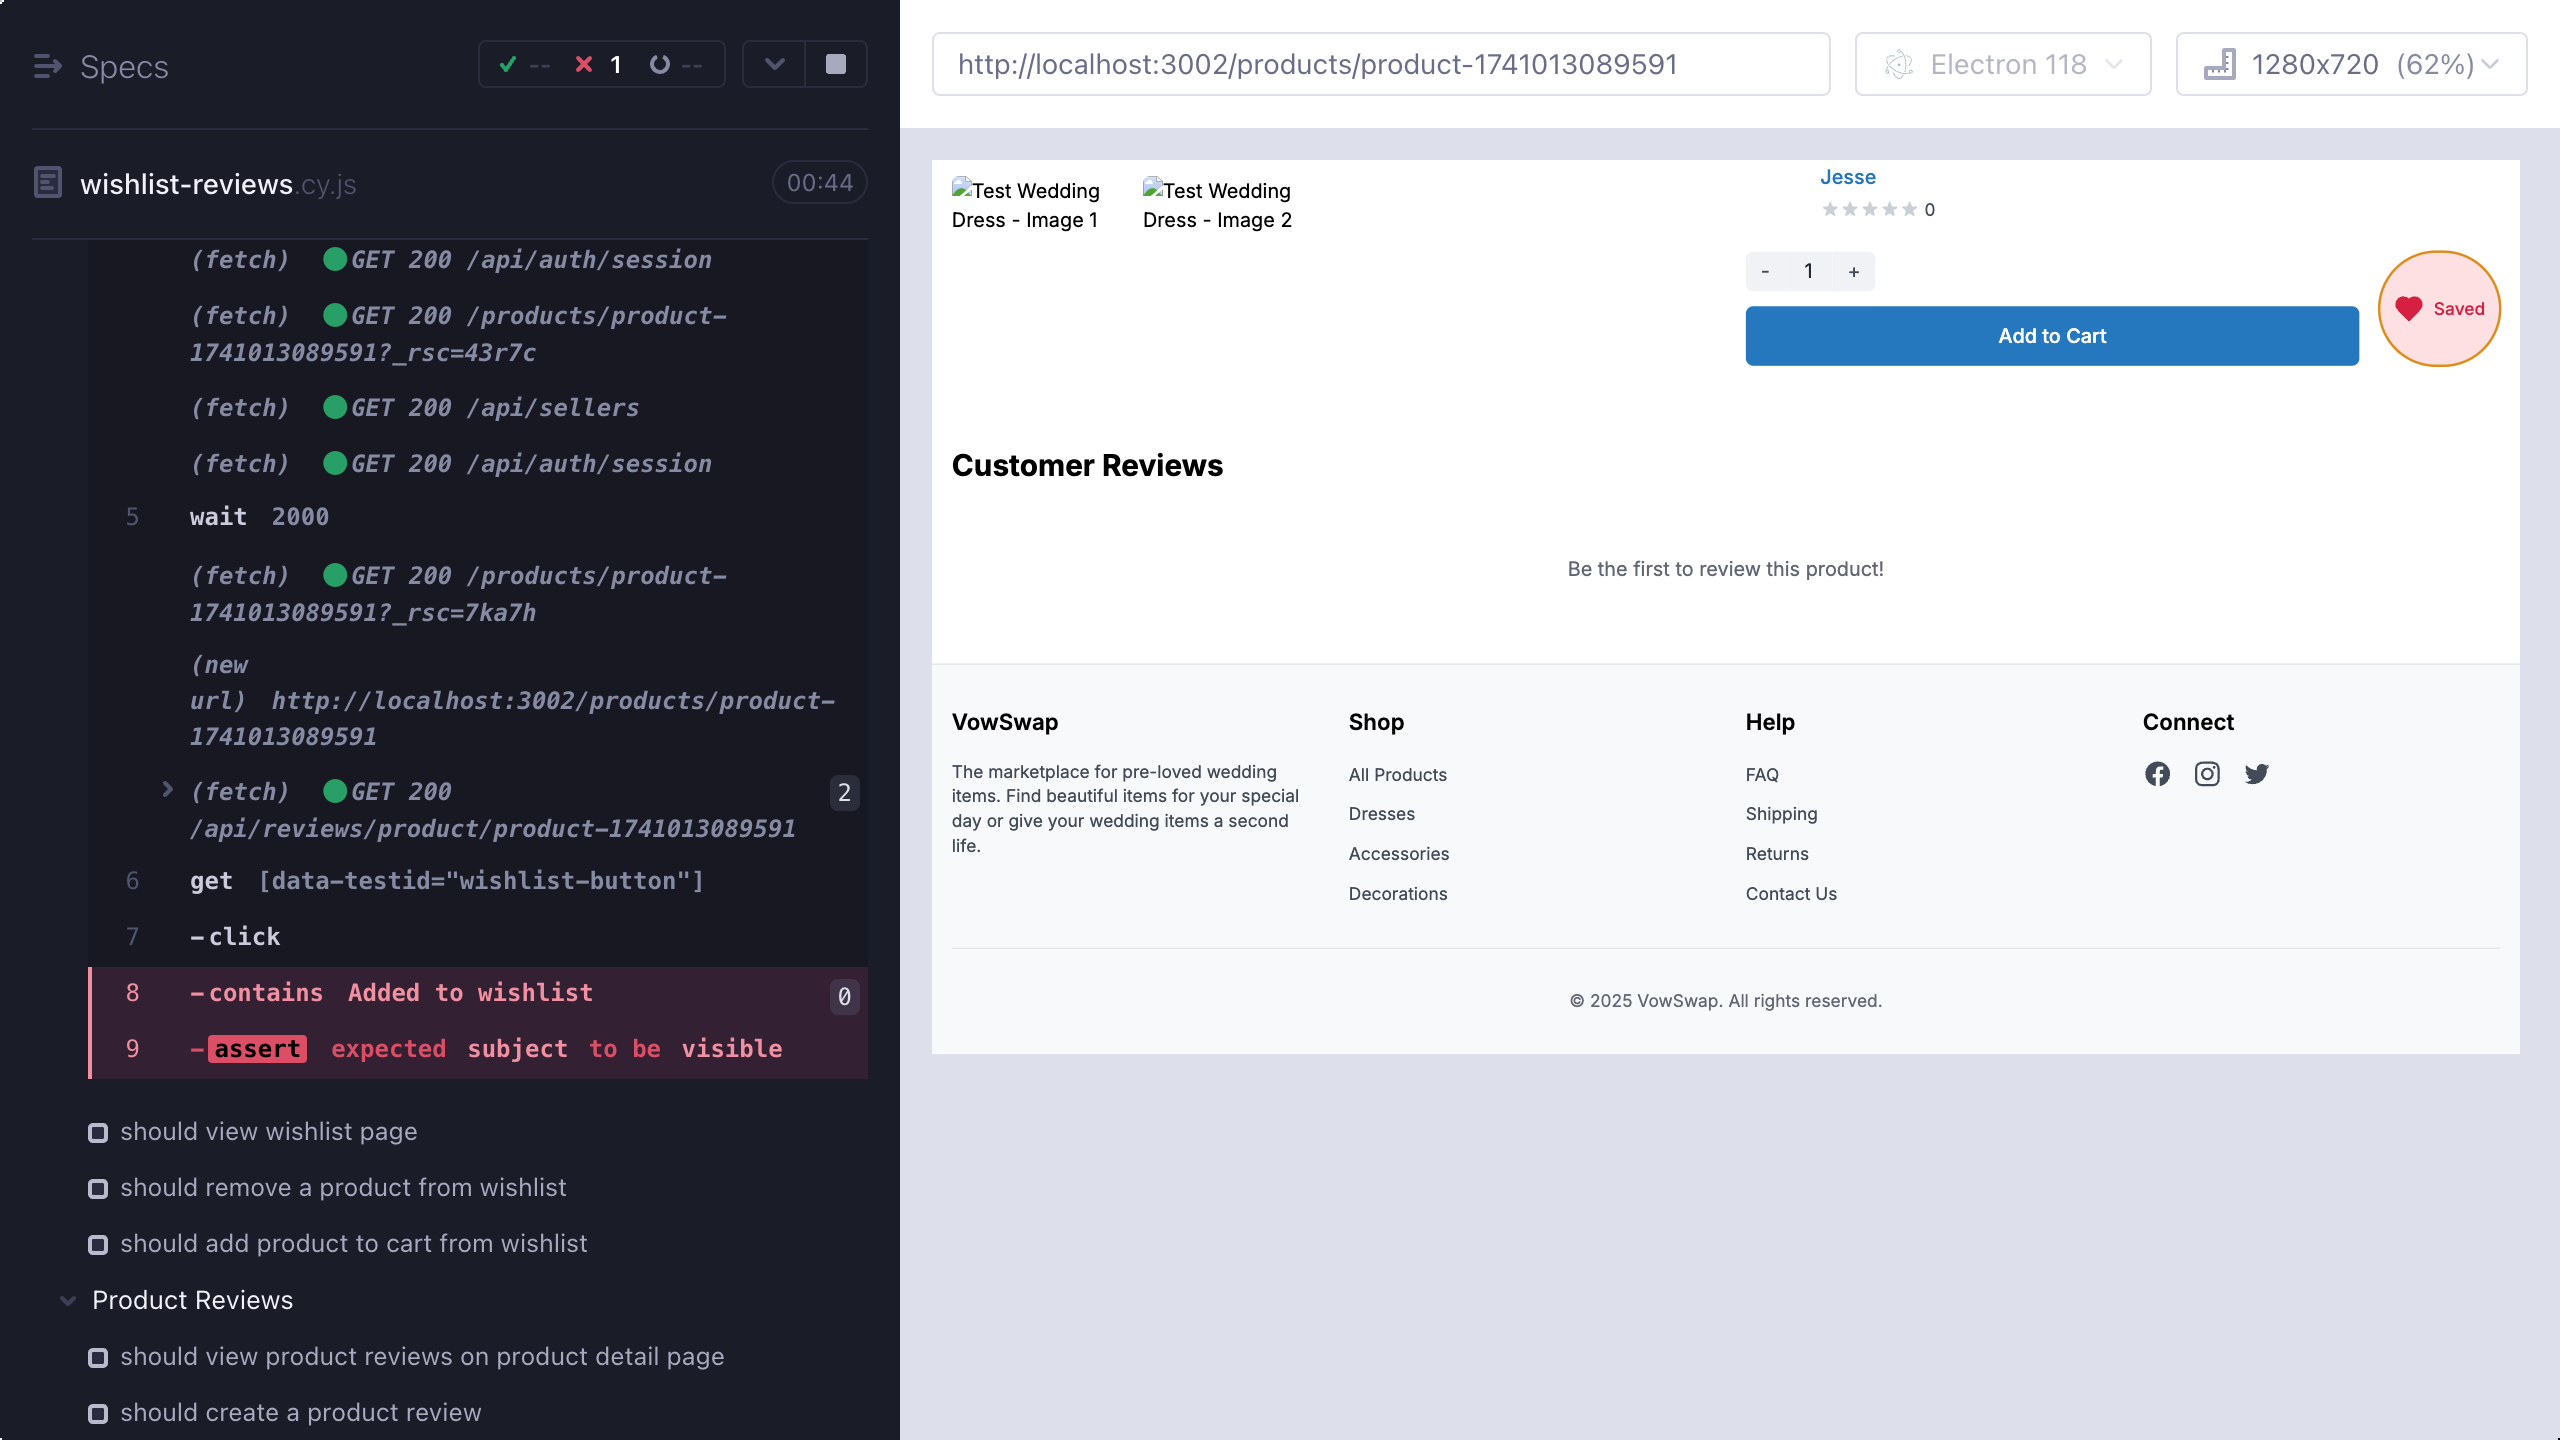 Specs
-- 1 --
wishlist-reviews.cy.js 00:44
(fetch) GET 200 /api/auth/session
(fetch) GET 200 /products/product-
1741013089591?_rsc=43r7c
(fetch) GET 200 /api/sellers
(fetch) GET 200 /api/auth/session
5 wait 2000
(fetch) GET 200 /products/product-
1741013089591?_rsc=7ka7h
(new
url) http://localhost:3002/products/product-
1741013089591
(fetch) GET 200 2
/api/reviews/product/product-1741013089591
6 get [data-testid="wishlist-button"]
7 -click
8 -contains Added to wishlist 0
9 -assert expected subject to be visible
should view wishlist page
should remove a product from wishlist
should add product to cart from wishlist
Product Reviews
should view product reviews on product detail page
should create a product review
http://localhost:3002/products/product-1741013089591
Electron 118
1280x720 (62%)
Test Wedding
Dress - Image 1
Test Wedding
Dress - Image 2
Jesse
0
- 1 +
Add to Cart
Saved
Customer Reviews
Be the first to review this product!
VowSwap
The marketplace for pre-loved wedding
items. Find beautiful items for your special
day or give your wedding items a second
life.
Shop
All Products
Dresses
Accessories
Decorations
Help
FAQ
Shipping
Returns
Contact Us
Connect
© 2025 VowSwap. All rights reserved.